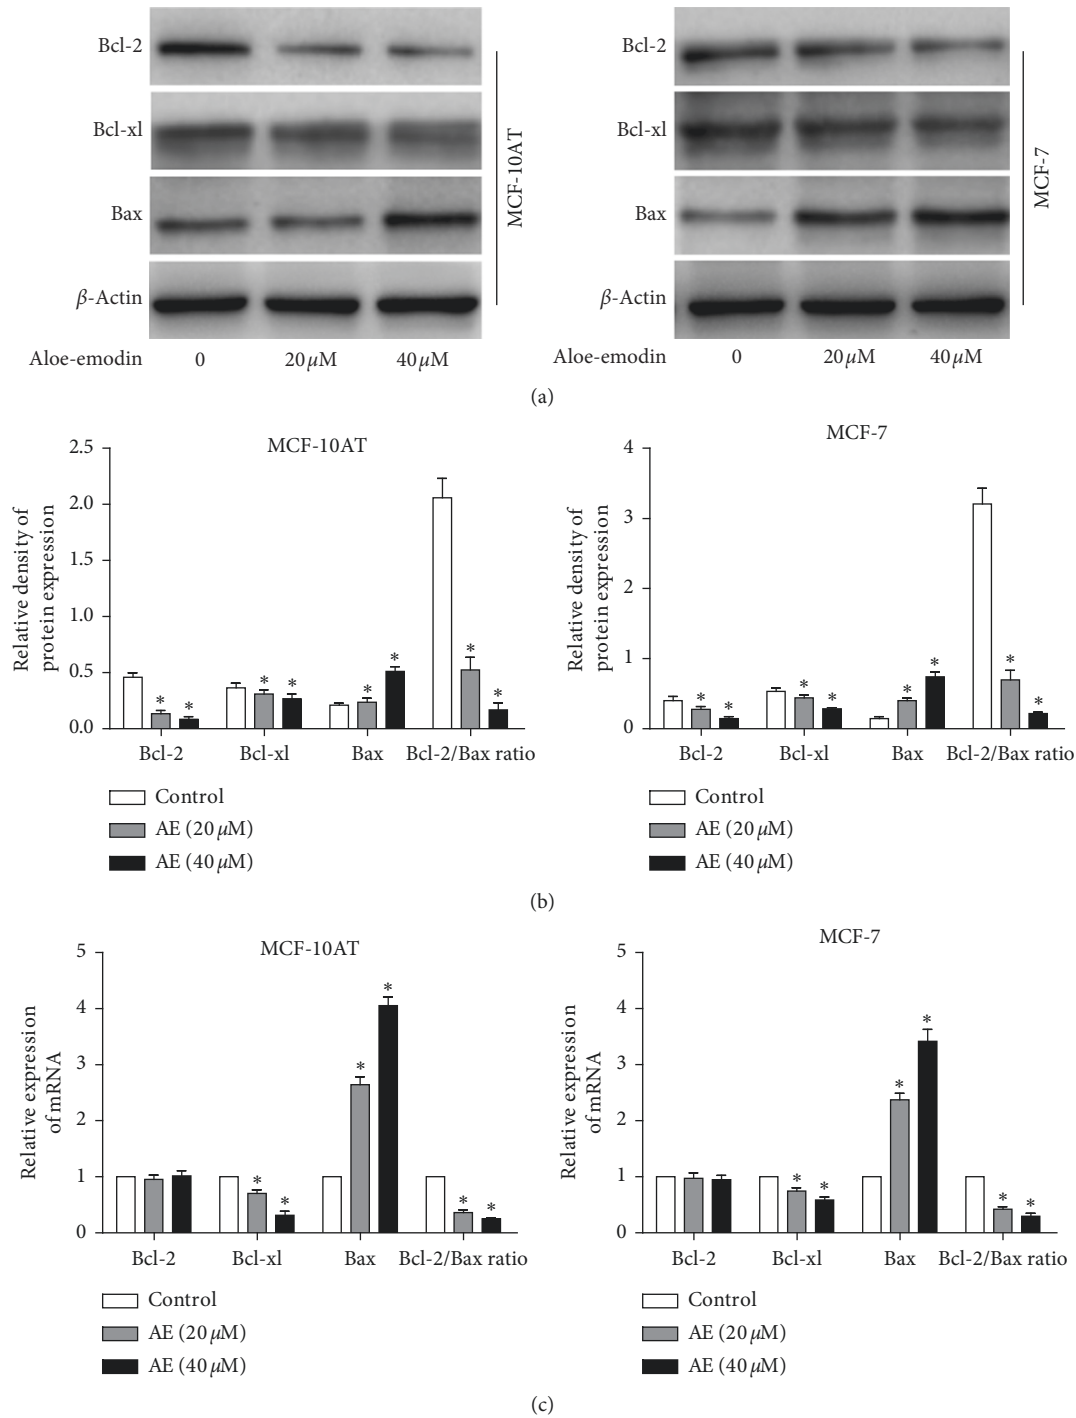 Bcl-2
Bcl-xl
Bax
β-Actin
Aloe-emodin 0 20 μM 40 μM
MCF-10AT
Bcl-2
Bcl-xl
Bax
β-Actin
Aloe-emodin 0 20 μM 40 μM
MCF-7
(a)
MCF-10AT
Relative density of
protein expression
2.5
2.0
1.5
1.0
0.5
0.0
* * * * * * * *
Bcl-2 Bcl-xl Bax Bcl-2/Bax ratio
Control
AE (20 μM)
AE (40 μM)
MCF-7
Relative density of
protein expression
4
3
2
1
0
* * * * * * * *
Bcl-2 Bcl-xl Bax Bcl-2/Bax ratio
Control
AE (20 μM)
AE (40 μM)
(b)
MCF-10AT
Relative expression
of mRNA
5
4
3
2
1
0
* * * * * *
Bcl-2 Bcl-xl Bax Bcl-2/Bax ratio
Control
AE (20 μM)
AE (40 μM)
MCF-7
Relative expression
of mRNA
5
4
3
2
1
0
* * * * * *
Bcl-2 Bcl-xl Bax Bcl-2/Bax ratio
Control
AE (20 μM)
AE (40 μM)
(c)